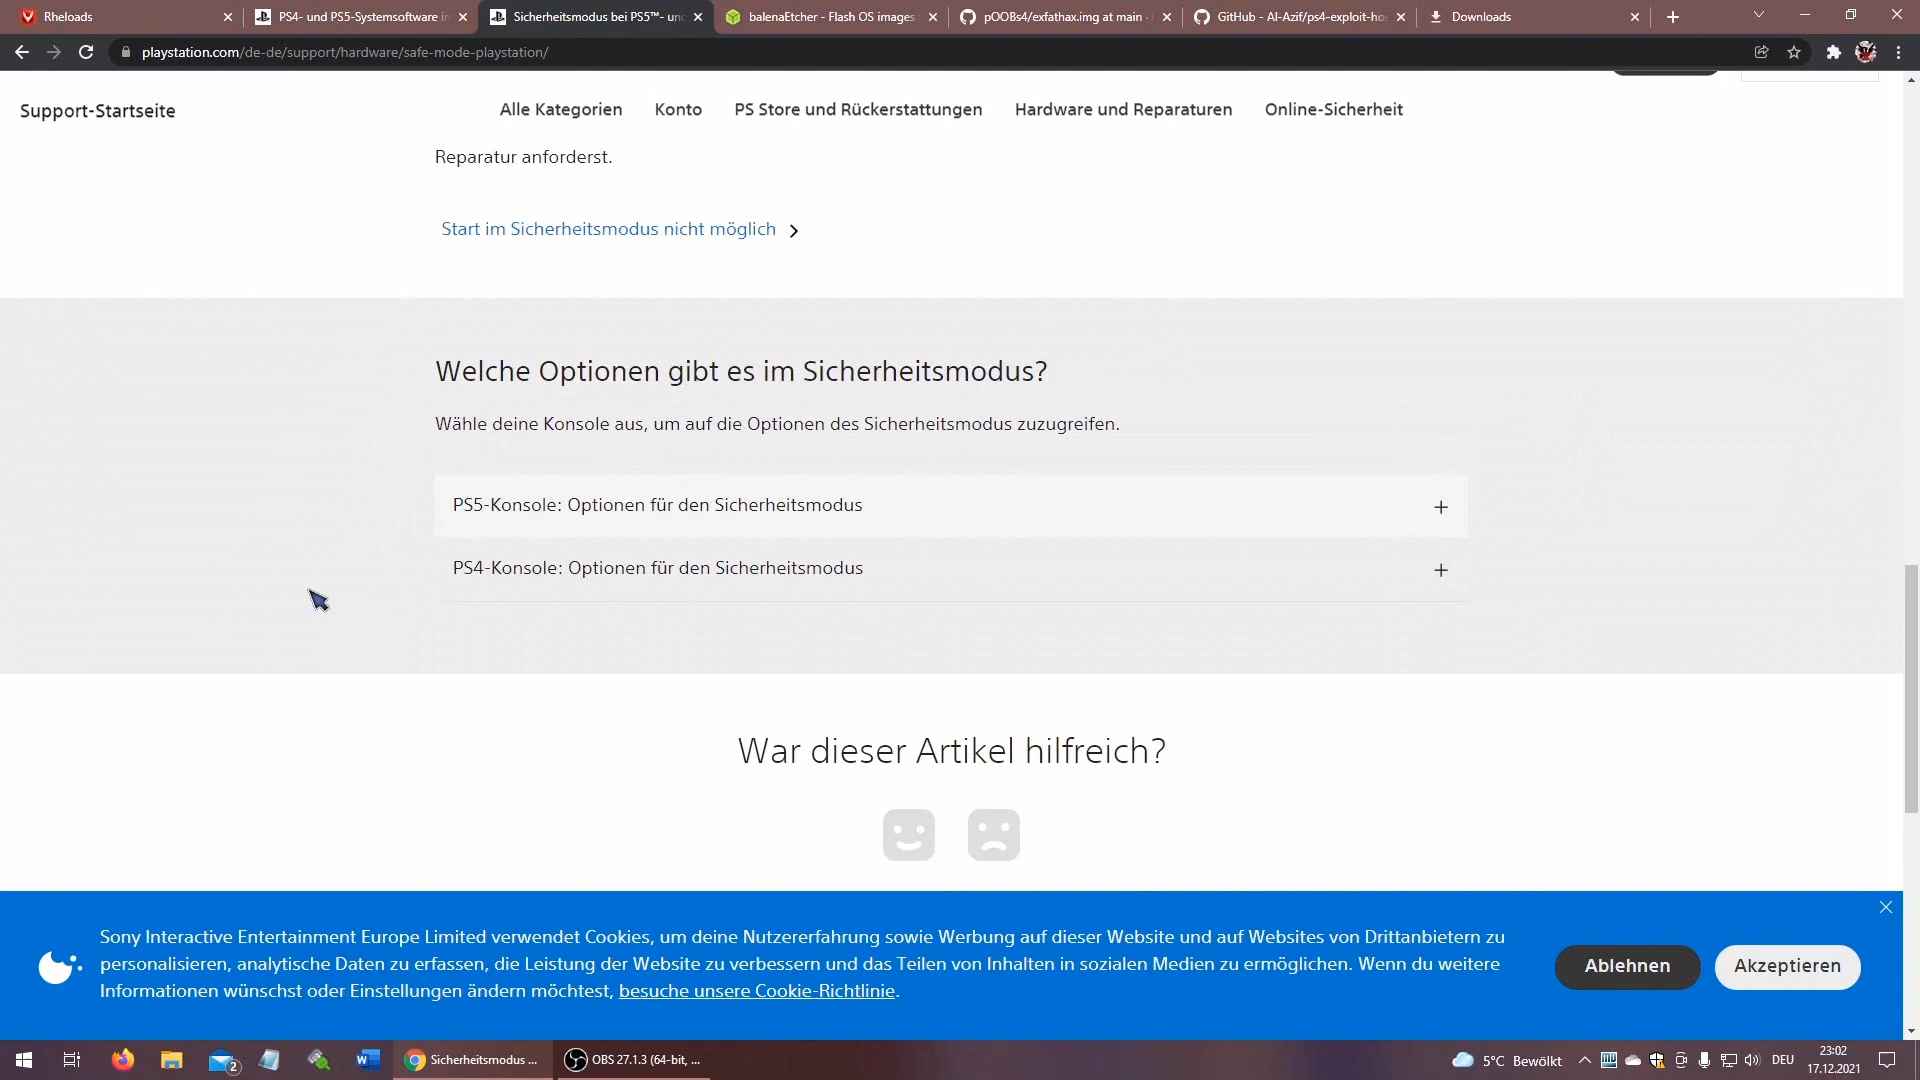 Rheloads
PS4- und PS5-Systemsoftware in
Sicherheitsmodus bei PS5™- und
balenaEtcher - Flash OS images
pOOBs4/exfathax.img at main ·
GitHub - Al-Azif/ps4-exploit-ho
Downloads
playstation.com/de-de/support/hardware/safe-mode-playstation/
Support-Startseite
Alle Kategorien
Konto
PS Store und Rückerstattungen
Hardware und Reparaturen
Online-Sicherheit
Reparatur anforderst.
Start im Sicherheitsmodus nicht möglich
Welche Optionen gibt es im Sicherheitsmodus?
Wähle deine Konsole aus, um auf die Optionen des Sicherheitsmodus zuzugreifen.
PS5-Konsole: Optionen für den Sicherheitsmodus
PS4-Konsole: Optionen für den Sicherheitsmodus
War dieser Artikel hilfreich?
Sony Interactive Entertainment Europe Limited verwendet Cookies, um deine Nutzererfahrung sowie Werbung auf dieser Website und auf Websites von Drittanbietern zu
personalisieren, analytische Daten zu erfassen, die Leistung der Website zu verbessern und das Teilen von Inhalten in sozialen Medien zu ermöglichen. Wenn du weitere
Informationen wünschst oder Einstellungen ändern möchtest, besuche unsere Cookie-Richtlinie.
Ablehnen
Akzeptieren
2
Sicherheitsmodus ...
OBS 27.1.3 (64-bit, ...
5°C Bewölkt
DEU
23:02
17.12.2021